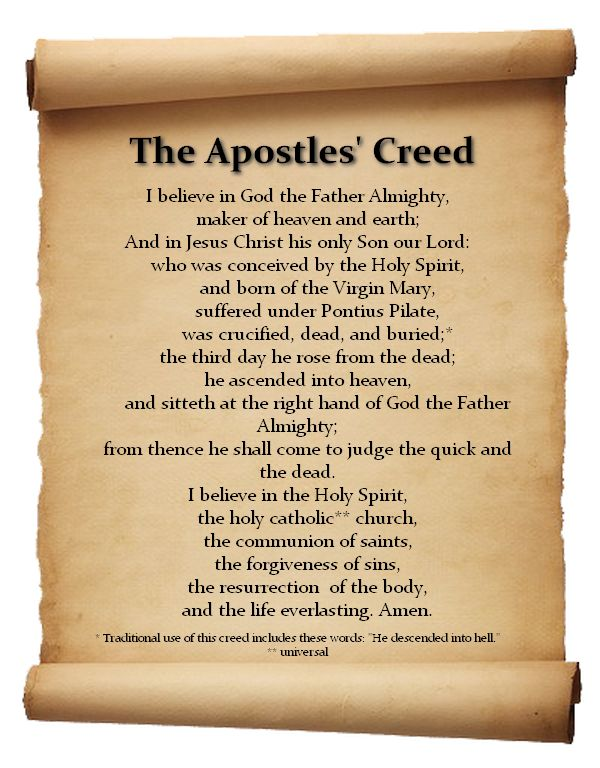 The Apostles' Creed
I believe in God the Father Almighty,
maker of heaven and earth;
And in Jesus Christ his only Son our Lord:
who was conceived by the Holy Spirit,
and born of the Virgin Mary,
suffered under Pontius Pilate,
was crucified, dead, and buried;*
the third day he rose from the dead;
he ascended into heaven,
and sitteth at the right hand of God the Father
Almighty;
from thence he shall come to judge the quick and
the dead.
I believe in the Holy Spirit,
the holy catholic** church,
the communion of saints,
the forgiveness of sins,
the resurrection of the body,
and the life everlasting. Amen.
* Traditional use of this creed includes these words: "He descended into hell."
** universal